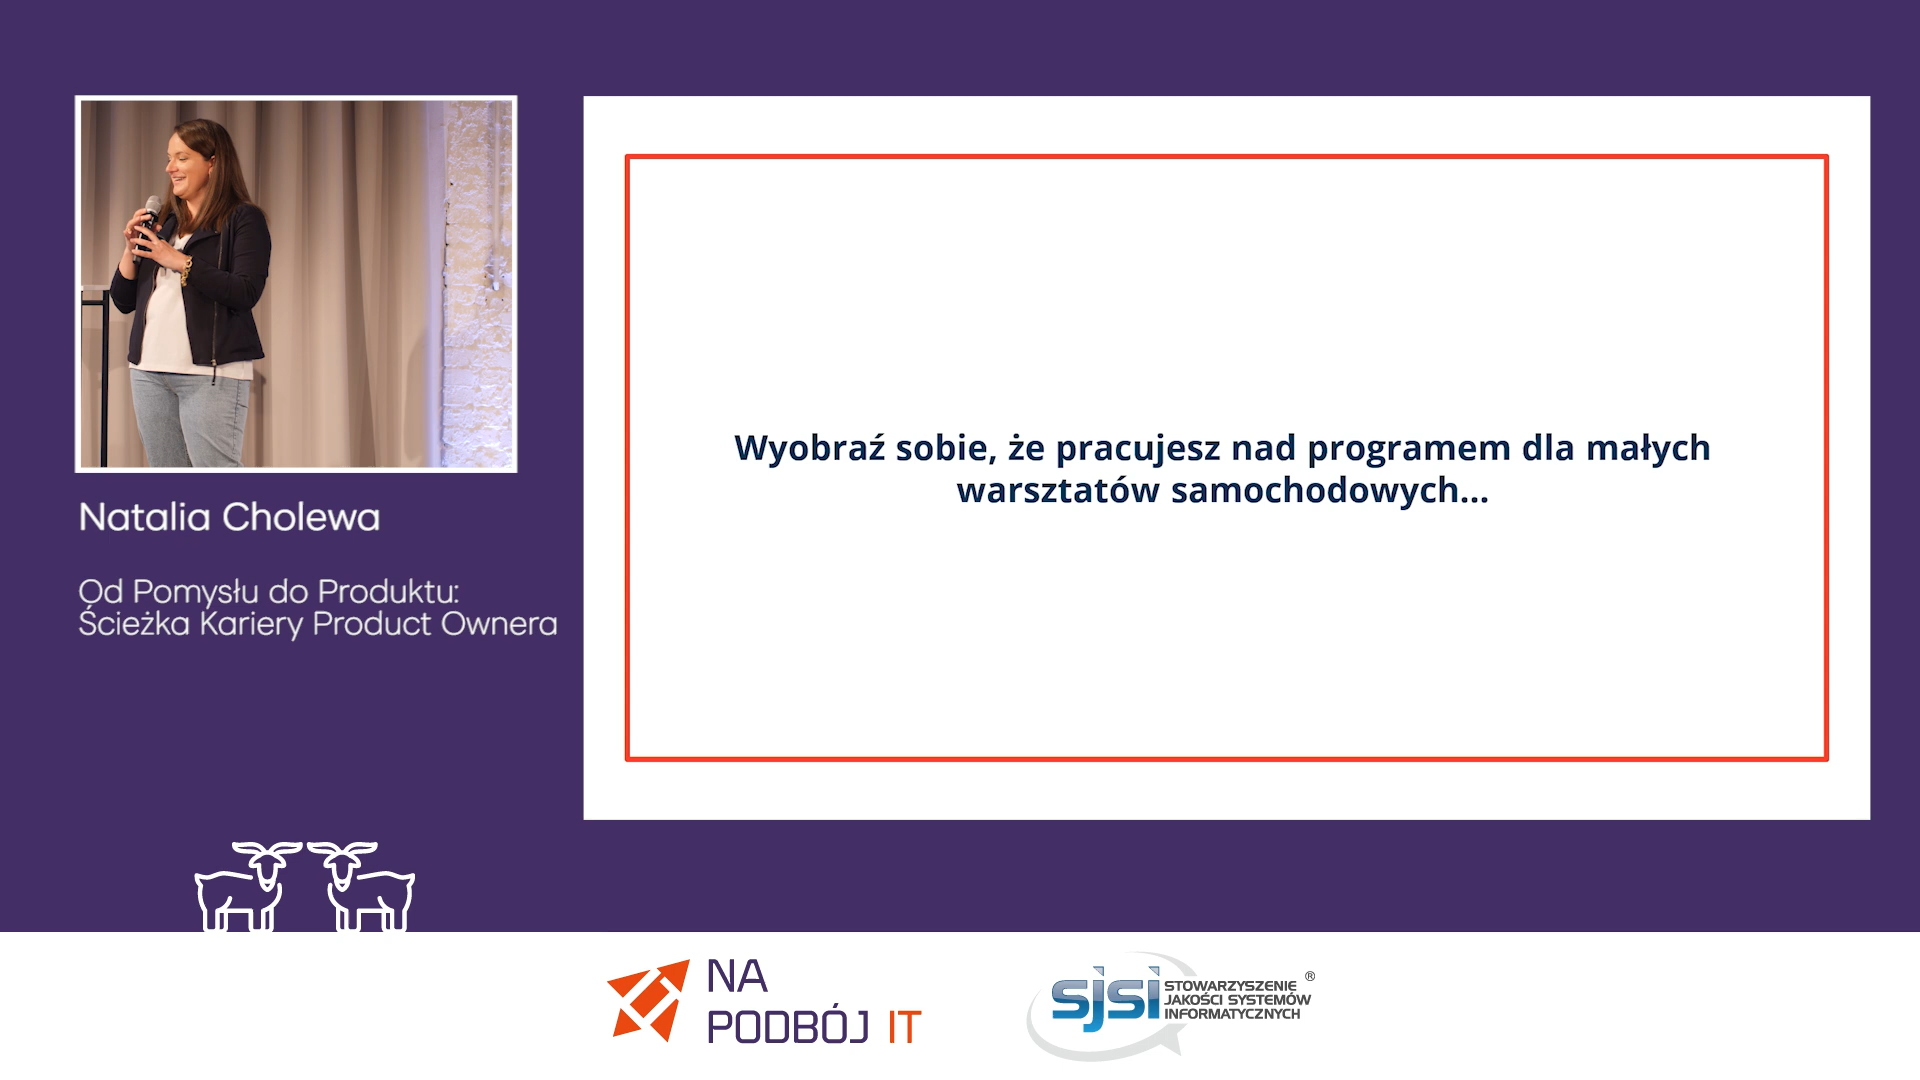 Natalia Cholewa
Od Pomysłu do Produktu:
Ścieżka Kariery Product Ownera
Wyobraź sobie, że pracujesz nad programem dla małych
warsztatów samochodowych...
NA
PODBÓJ IT
sjsi
STOWARZYSZENIE ®
JAKOŚCI SYSTEMÓW
INFORMATYCZNYCH